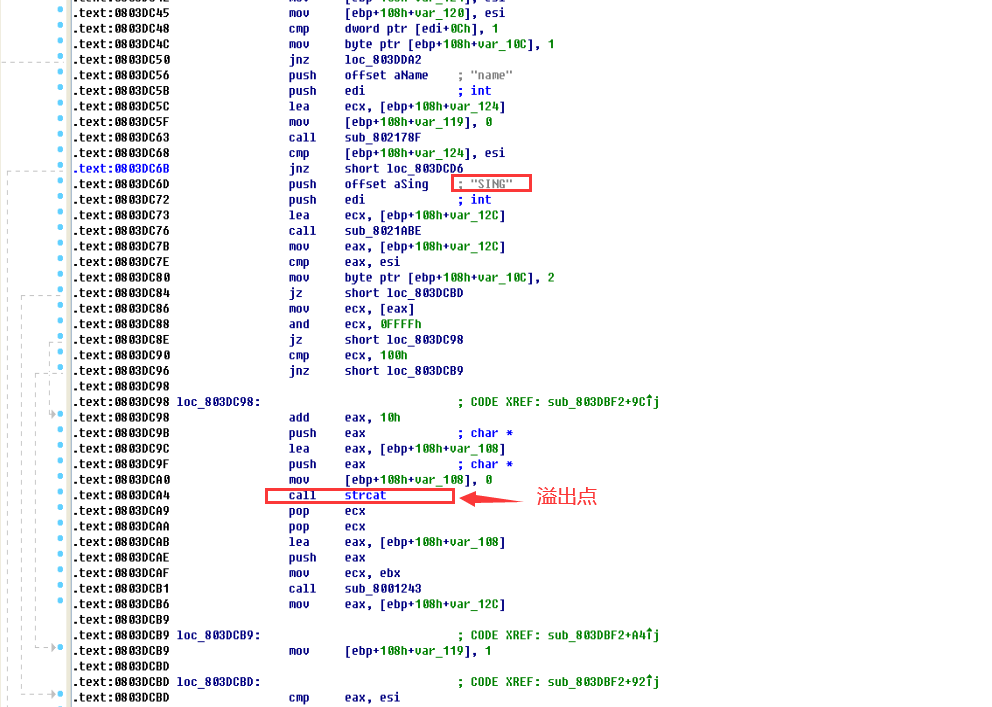 .text:0803DC45 mov [ebp+108h+var_120], esi
.text:0803DC48 cmp dword ptr [edi+0Ch], 1
.text:0803DC4C mov byte ptr [ebp+108h+var_10C], 1
.text:0803DC50 jnz loc_803DDA2
.text:0803DC56 push offset aName ; "name"
.text:0803DC5B push edi ; int
.text:0803DC5C lea ecx, [ebp+108h+var_124]
.text:0803DC5F mov [ebp+108h+var_119], 0
.text:0803DC63 call sub_802178F
.text:0803DC68 cmp [ebp+108h+var_124], esi
.text:0803DC6B jnz short loc_803DCD6
.text:0803DC6D push offset aSing ; "SING"
.text:0803DC72 push edi ; int
.text:0803DC73 lea ecx, [ebp+108h+var_12C]
.text:0803DC76 call sub_8021ABE
.text:0803DC7B mov eax, [ebp+108h+var_12C]
.text:0803DC7E cmp eax, esi
.text:0803DC80 mov byte ptr [ebp+108h+var_10C], 2
.text:0803DC84 jz short loc_803DCBD
.text:0803DC86 mov ecx, [eax]
.text:0803DC88 and ecx, 0FFFFh
.text:0803DC8E jz short loc_803DC98
.text:0803DC90 cmp ecx, 100h
.text:0803DC96 jnz short loc_803DCB9
.text:0803DC98
.text:0803DC98 loc_803DC98: ; CODE XREF: sub_803DBF2+9C↑j
.text:0803DC98 add eax, 10h
.text:0803DC9B push eax ; char *
.text:0803DC9C lea eax, [ebp+108h+var_108]
.text:0803DC9F push eax ; char *
.text:0803DCA0 mov [ebp+108h+var_108], 0
.text:0803DCA4 call strcat 溢出点
.text:0803DCA9 pop ecx
.text:0803DCAA pop ecx
.text:0803DCAB lea eax, [ebp+108h+var_108]
.text:0803DCAE push eax
.text:0803DCAF mov ecx, ebx
.text:0803DCB1 call sub_8001243
.text:0803DCB6 mov eax, [ebp+108h+var_12C]
.text:0803DCB9
.text:0803DCB9 loc_803DCB9: ; CODE XREF: sub_803DBF2+A4↑j
.text:0803DCB9 mov [ebp+108h+var_119], 1
.text:0803DCBD
.text:0803DCBD loc_803DCBD: ; CODE XREF: sub_803DBF2+92↑j
.text:0803DCBD cmp eax, esi